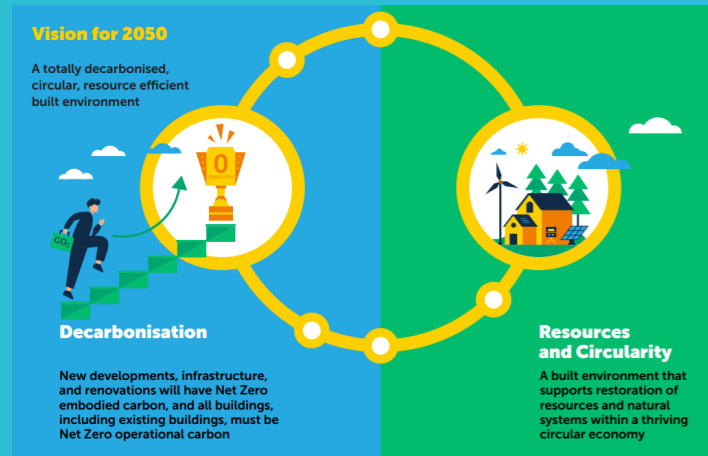 Vision for 2050
A totally decarbonised,
circular, resource efficient
built environment
0
EMISSION
CO₂
Decarbonisation
New developments, infrastructure,
and renovations will have Net Zero
embodied carbon, and all buildings,
including existing buildings, must be
Net Zero operational carbon
Resources
and Circularity
A built environment that
supports restoration of
resources and natural
systems within a thriving
circular economy